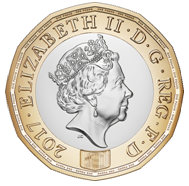 2017 · ELIZABETH II · D · G · REG · F · D ·